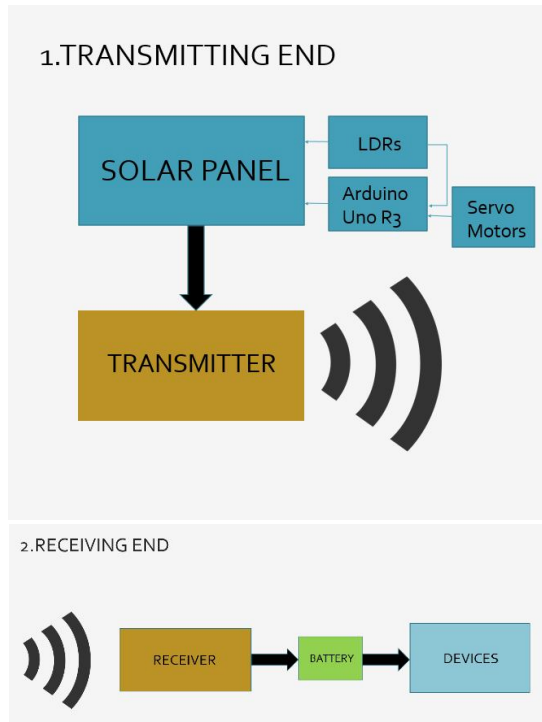 1.TRANSMITTING END
SOLAR PANEL
LDRs
Arduino
Uno R3
Servo
Motors
TRANSMITTER
2.RECEIVING END
RECEIVER
BATTERY
DEVICES